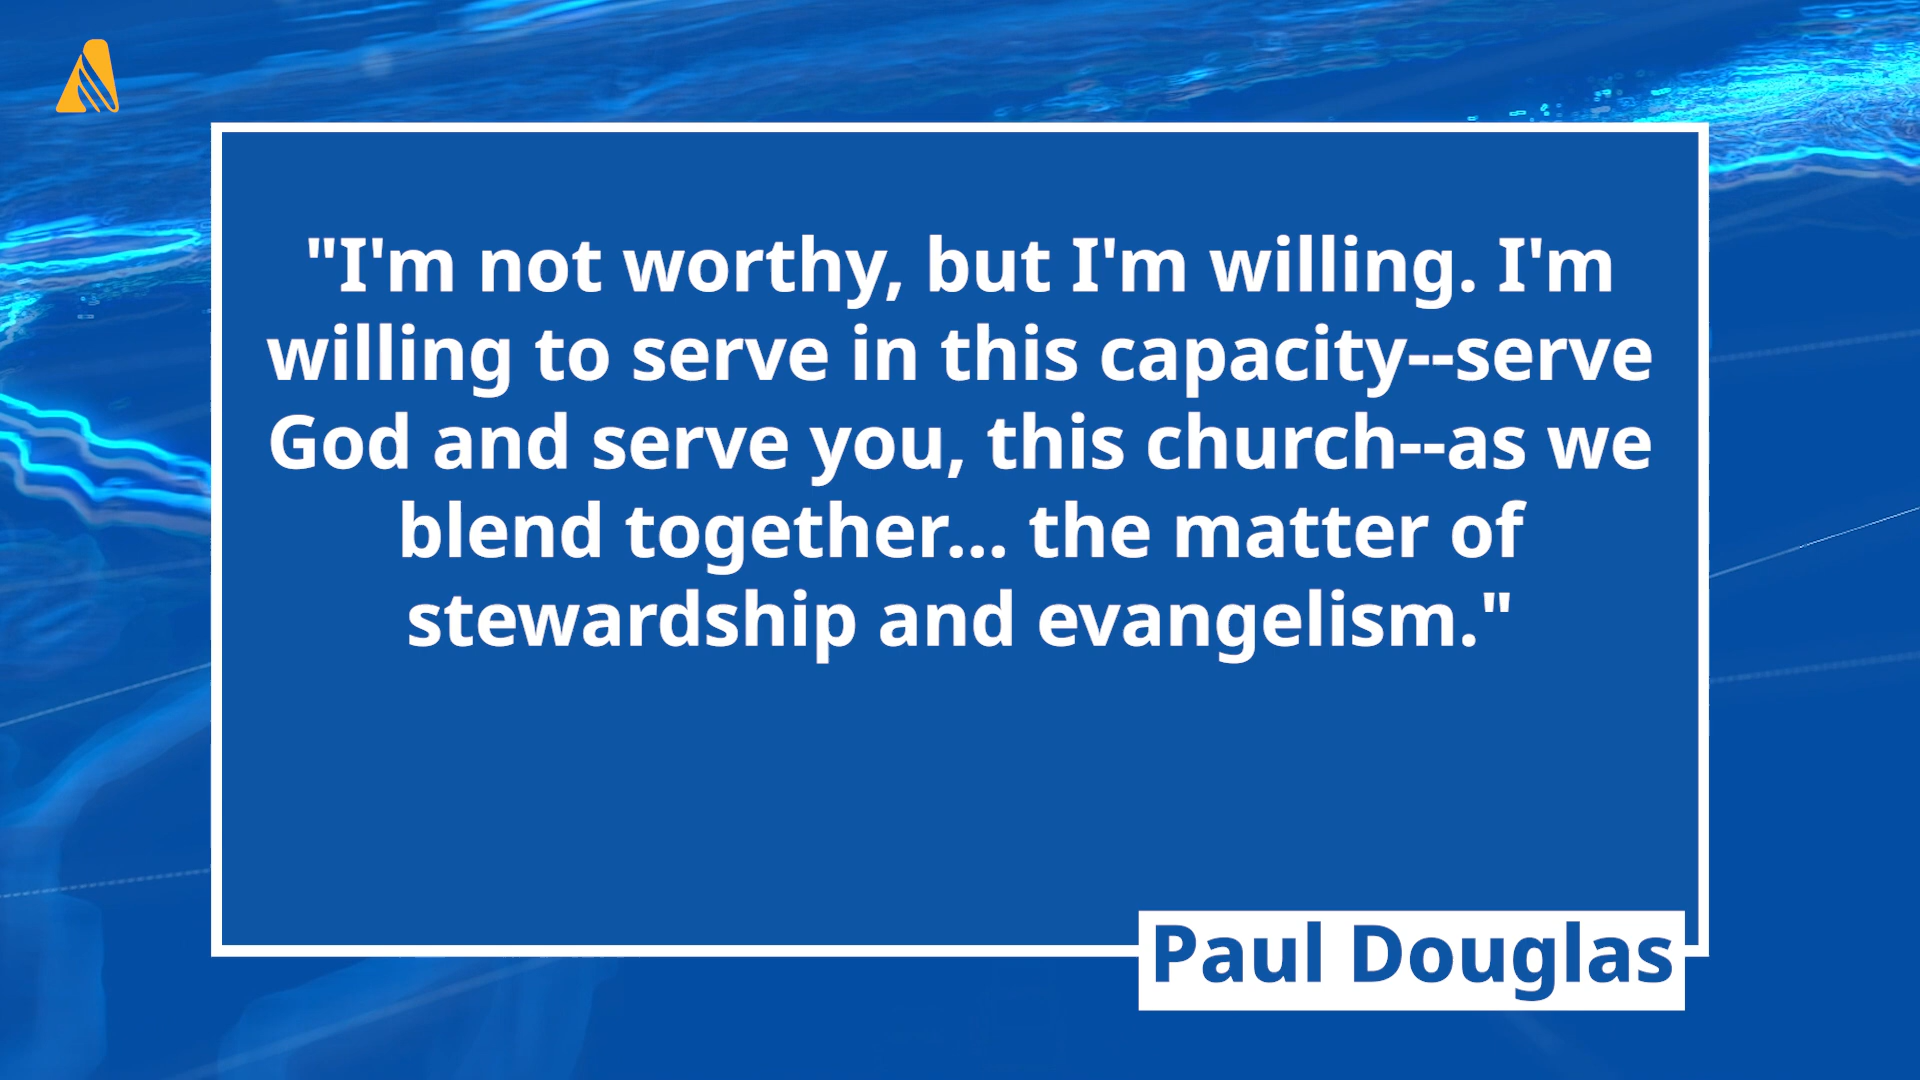 "I'm not worthy, but I'm willing. I'm
willing to serve in this capacity--serve
God and serve you, this church--as we
blend together... the matter of
stewardship and evangelism."
Paul Douglas